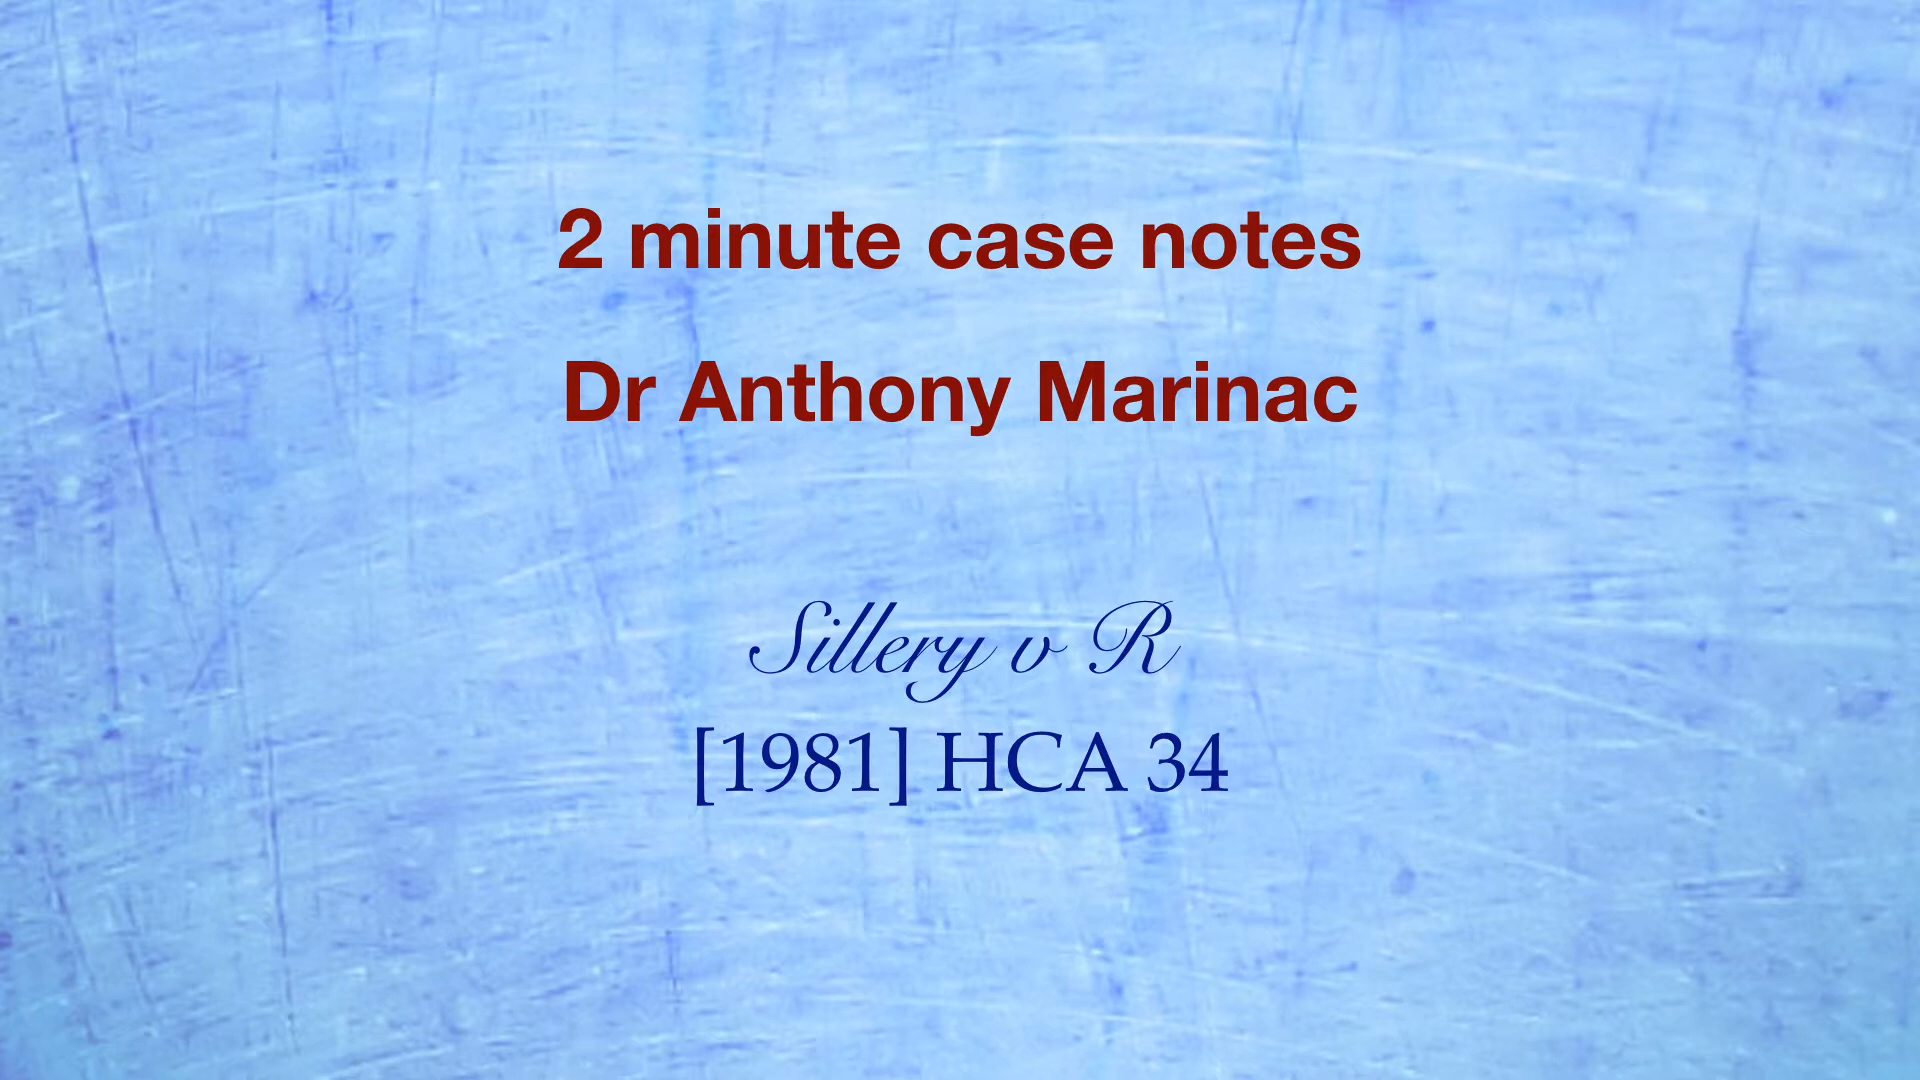 2 minute case notes
Dr Anthony Marinac
Sillery v R
[1981] HCA 34